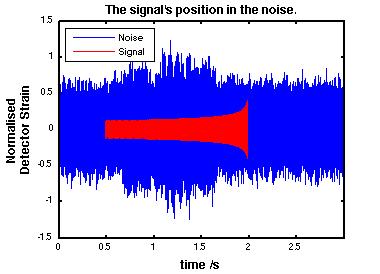 The signal's position in the noise.
1.5
Noise
Signal
1
0.5
0
-0.5
-1
-1.5
Normalised
Detector Strain
0
0.5
1
1.5
2
2.5
time /s